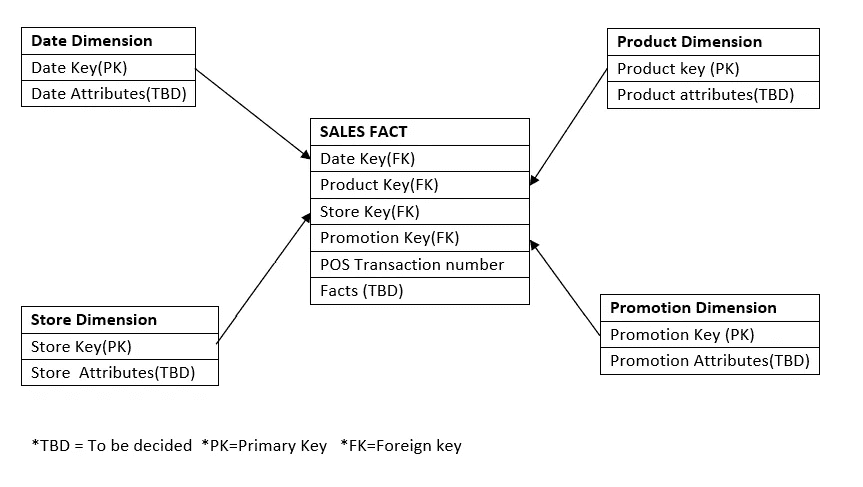 Date Dimension
Date Key(PK)
Date Attributes(TBD)
Product Dimension
Product key (PK)
Product attributes(TBD)
SALES FACT
Date Key(FK)
Product Key(FK)
Store Key(FK)
Promotion Key(FK)
POS Transaction number
Facts (TBD)
Store Dimension
Store Key(PK)
Store  Attributes(TBD)
Promotion Dimension
Promotion Key (PK)
Promotion Attributes(TBD)
*TBD = To be decided  *PK=Primary Key   *FK=Foreign key